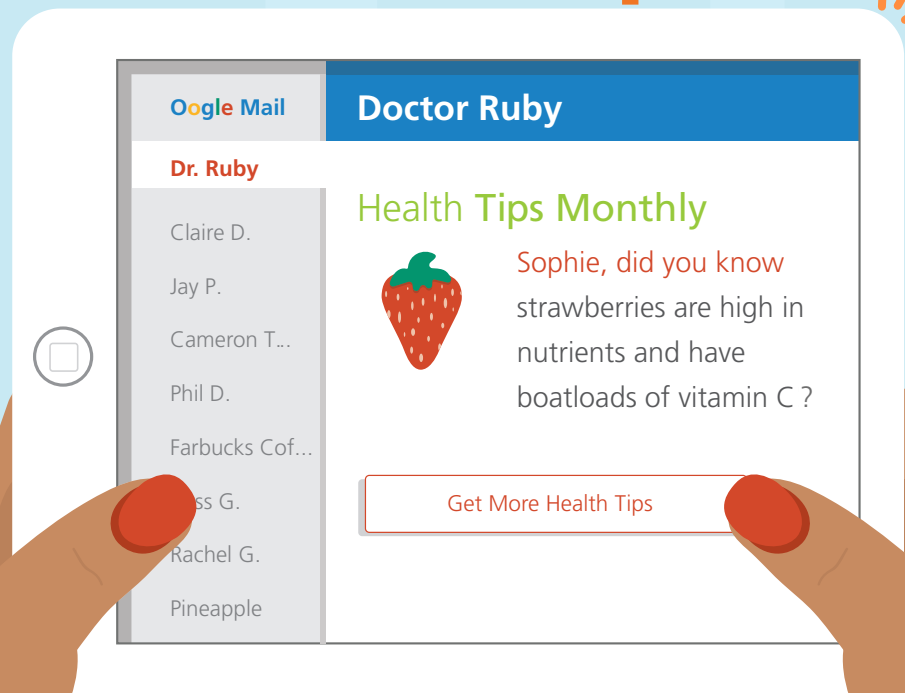 Oogle Mail
Dr. Ruby
Claire D.
Jay P.
Cameron T...
Phil D.
Farbucks Cof...
G.
Rachel G.
Pineapple
Doctor Ruby
Health Tips Monthly
Sophie, did you know
strawberries are high in
nutrients and have
boatloads of vitamin C ?
Get More Health Tips